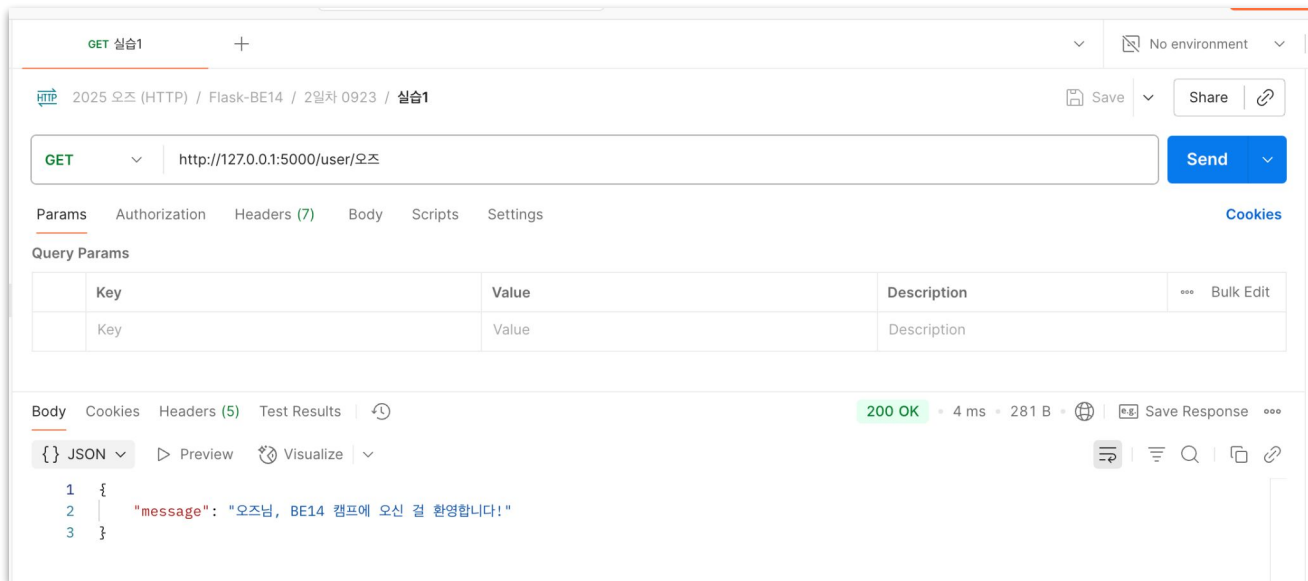 GET 실습1
No environment
HTTP 2025 오즈 (HTTP) / Flask-BE14 / 2일차 0923 / 실습1
Save
Share
GET http://127.0.0.1:5000/user/오즈
Send
Params Authorization Headers (7) Body Scripts Settings Cookies
Query Params
Key Value Description Bulk Edit
Key Value Description
Body Cookies Headers (5) Test Results 200 OK 4 ms 281 B e.g. Save Response
{} JSON Preview Visualize
1 {
2 "message": "오즈님, BE14 캠프에 오신 걸 환영합니다!"
3 }